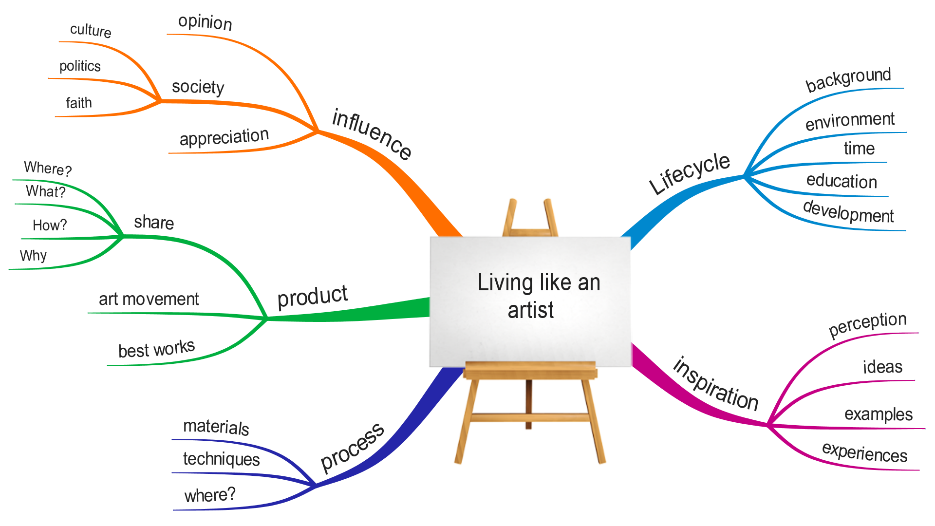 Living like an
artist
Lifecycle
background
environment
time
education
development
inspiration
perception
ideas
examples
experiences
process
materials
techniques
where?
product
share
Where?
What?
How?
Why
art movement
best works
influence
opinion
society
culture
politics
faith
appreciation